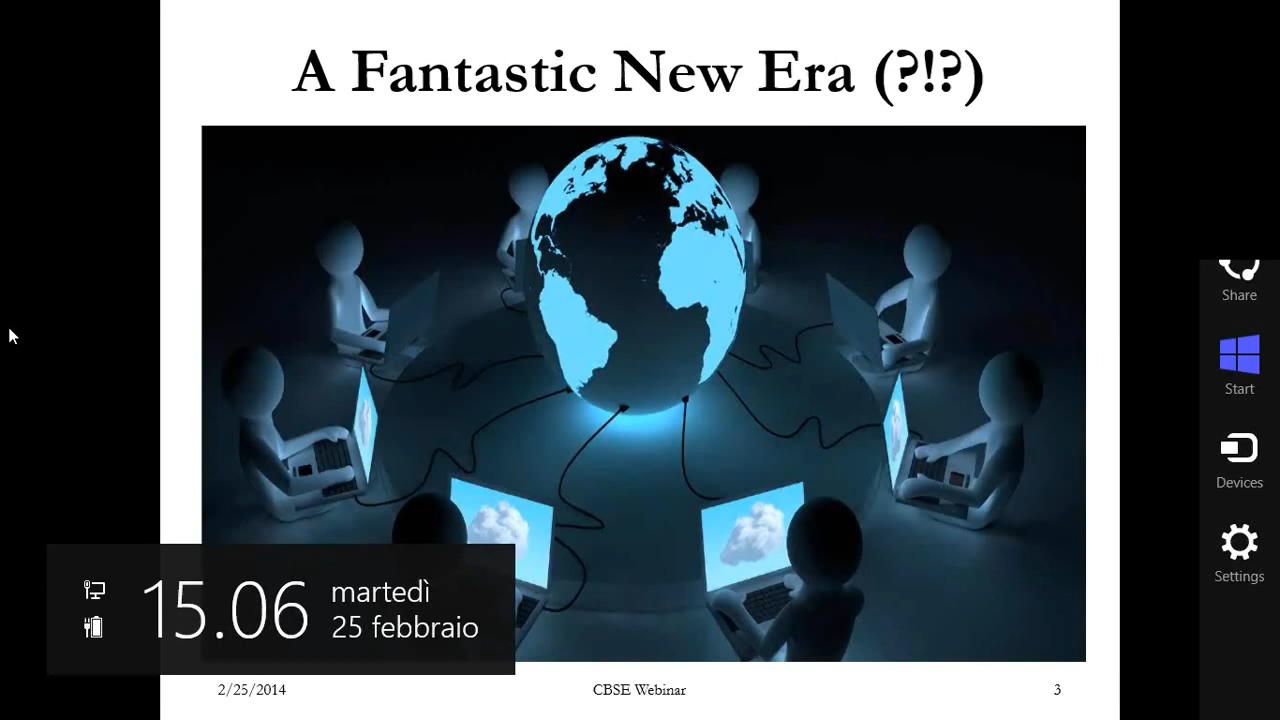 A Fantastic New Era (?!?)
Share
Start
Devices
Settings
15.06
martedì
25 febbraio
2/25/2014
CBSE Webinar
3